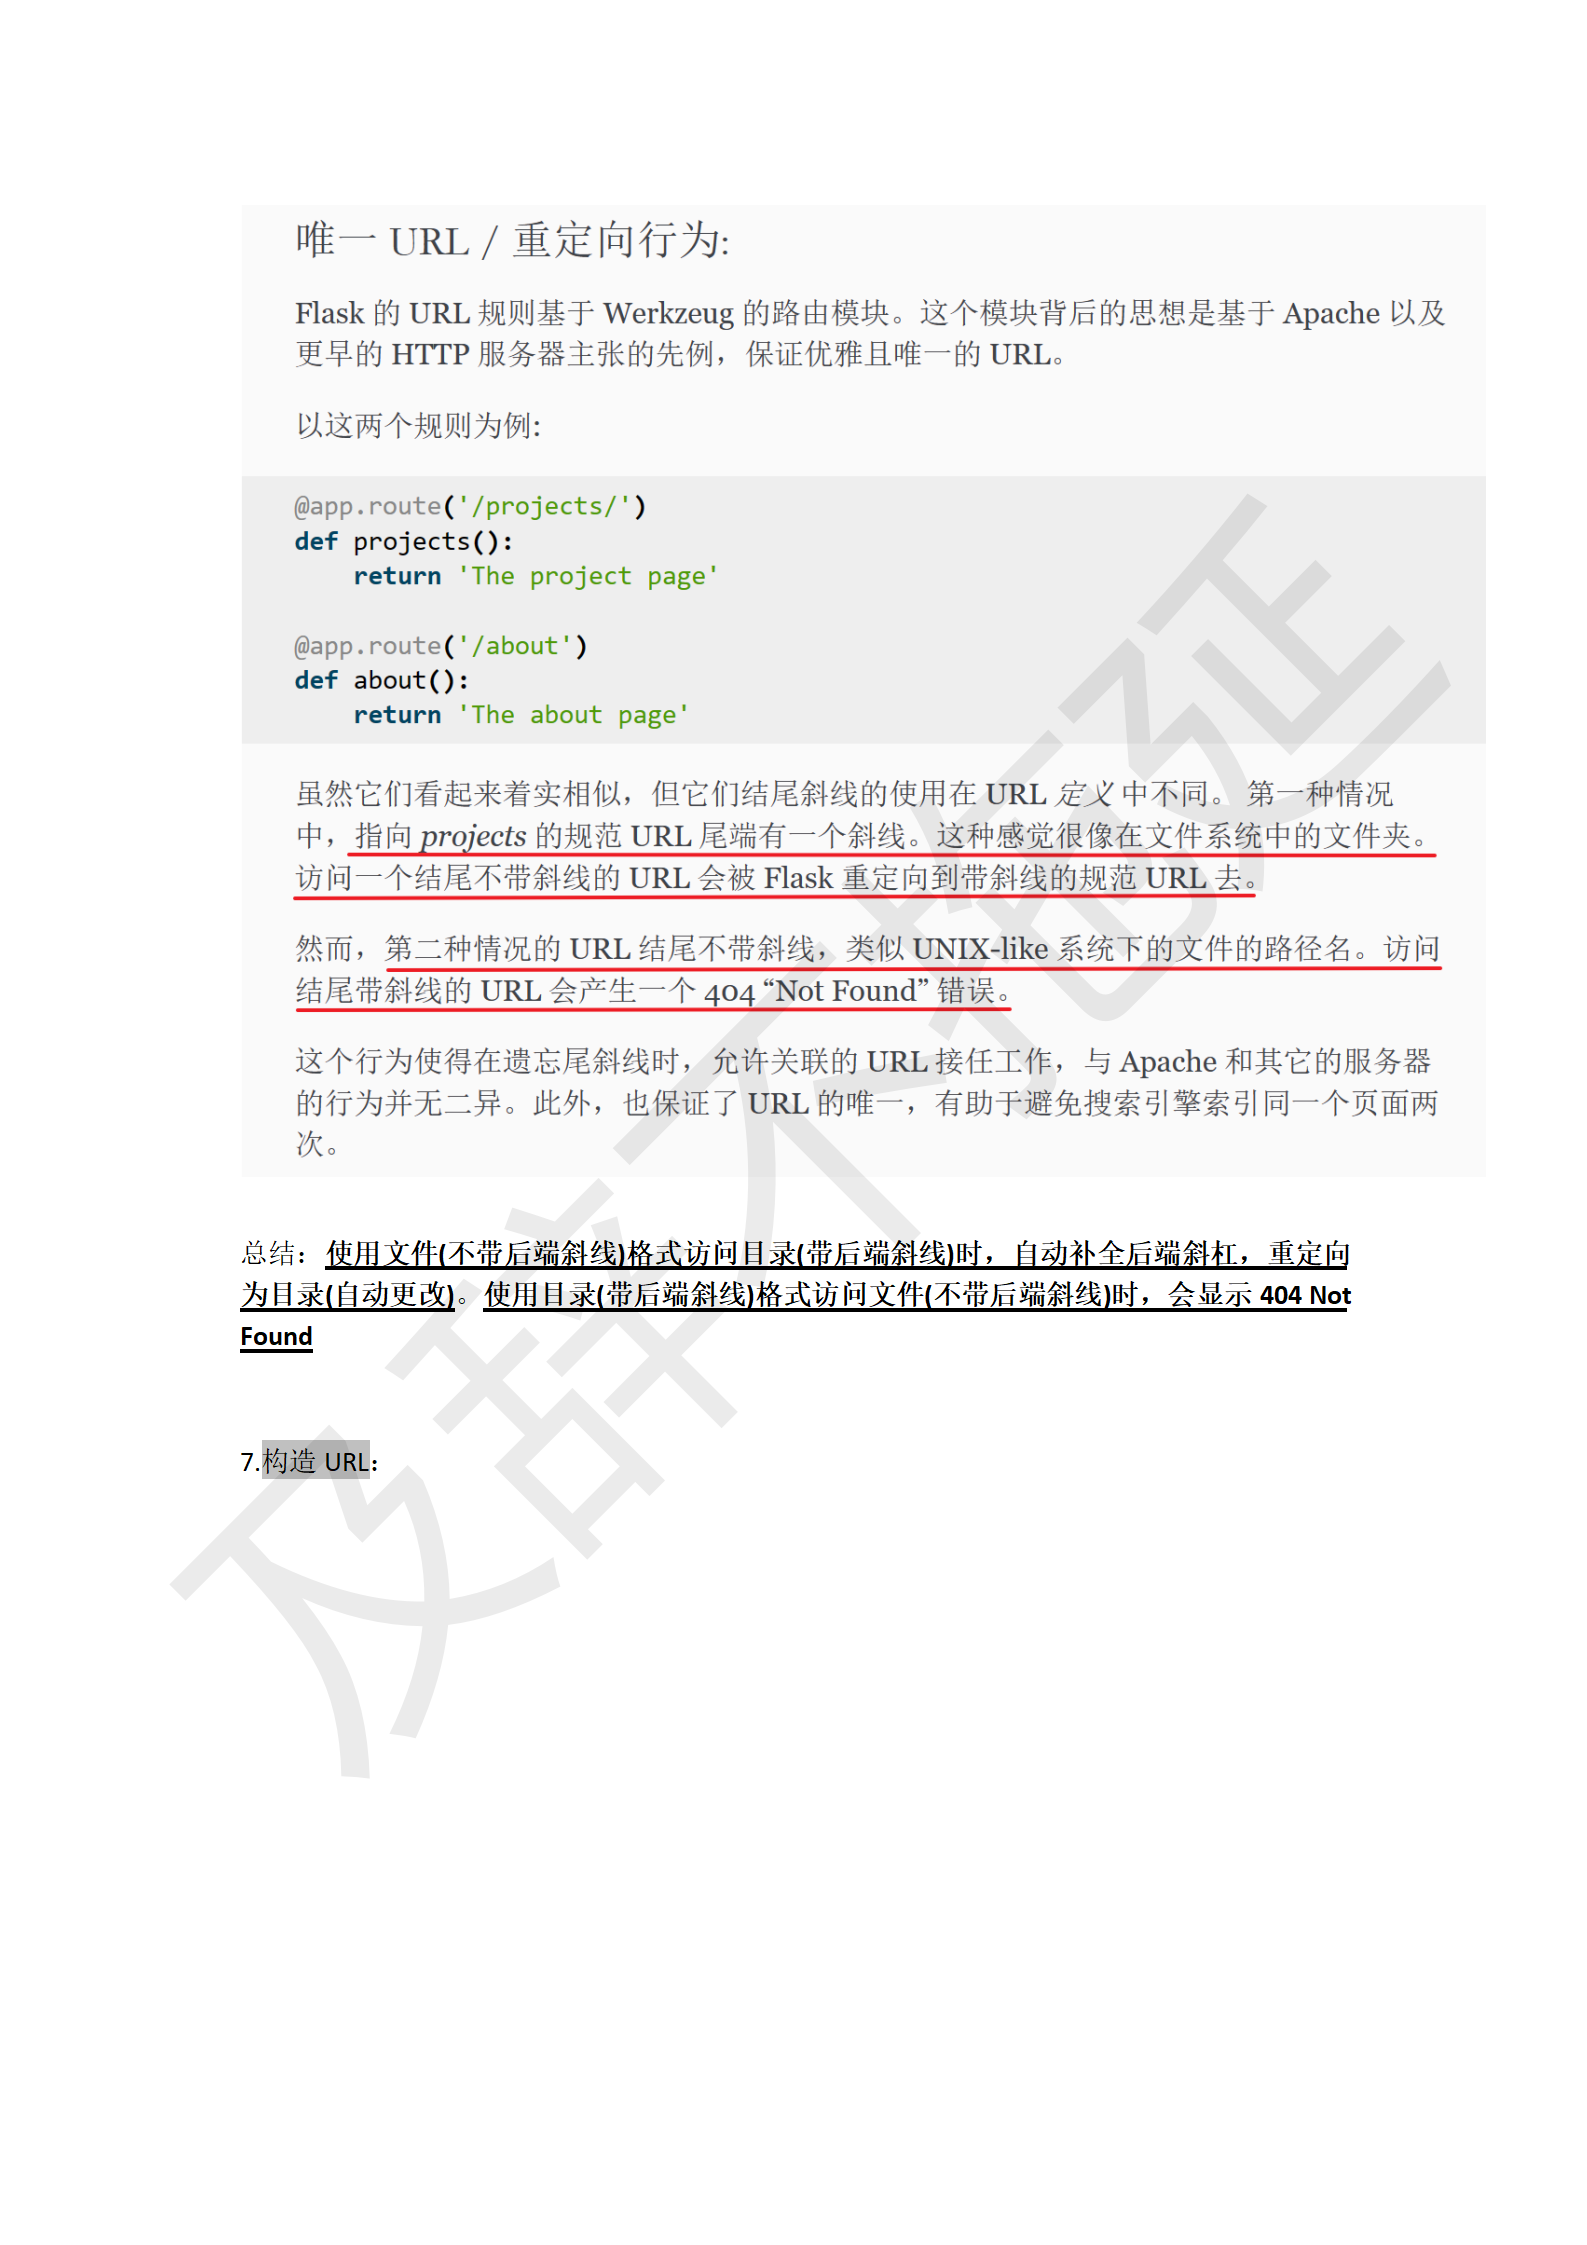 唯一 URL / 重定向行为:
Flask 的 URL 规则基于 Werkzeug 的路由模块。这个模块背后的思想是基于 Apache 以及
更早的 HTTP 服务器主张的先例，保证优雅且唯一的 URL。
以这两个规则为例:
@app.route('/projects/')
def projects():
    return 'The project page'
@app.route('/about')
def about():
    return 'The about page'
虽然它们看起来着实相似，但它们结尾斜线的使用在 URL 定义 中不同。 第一种情况
中，指向 projects 的规范 URL 尾端有一个斜线。这种感觉很像在文件系统中的文件夹。
访问一个结尾不带斜线的 URL 会被 Flask 重定向到带斜线的规范 URL 去。
然而，第二种情况的 URL 结尾不带斜线，类似 UNIX-like 系统下的文件的路径名。访问
结尾带斜线的 URL 会产生一个 404 “Not Found” 错误。
这个行为使得在遗忘尾斜线时，允许关联的 URL 接任工作，与 Apache 和其它的服务器
的行为并无二异。此外，也保证了 URL 的唯一，有助于避免搜索引擎索引同一个页面两
次。
总结：使用文件(不带后端斜线)格式访问目录(带后端斜线)时，自动补全后端斜杠，重定向
为目录(自动更改)。使用目录(带后端斜线)格式访问文件(不带后端斜线)时，会显示 404 Not
Found
7.构造 URL：
及辞不拖延